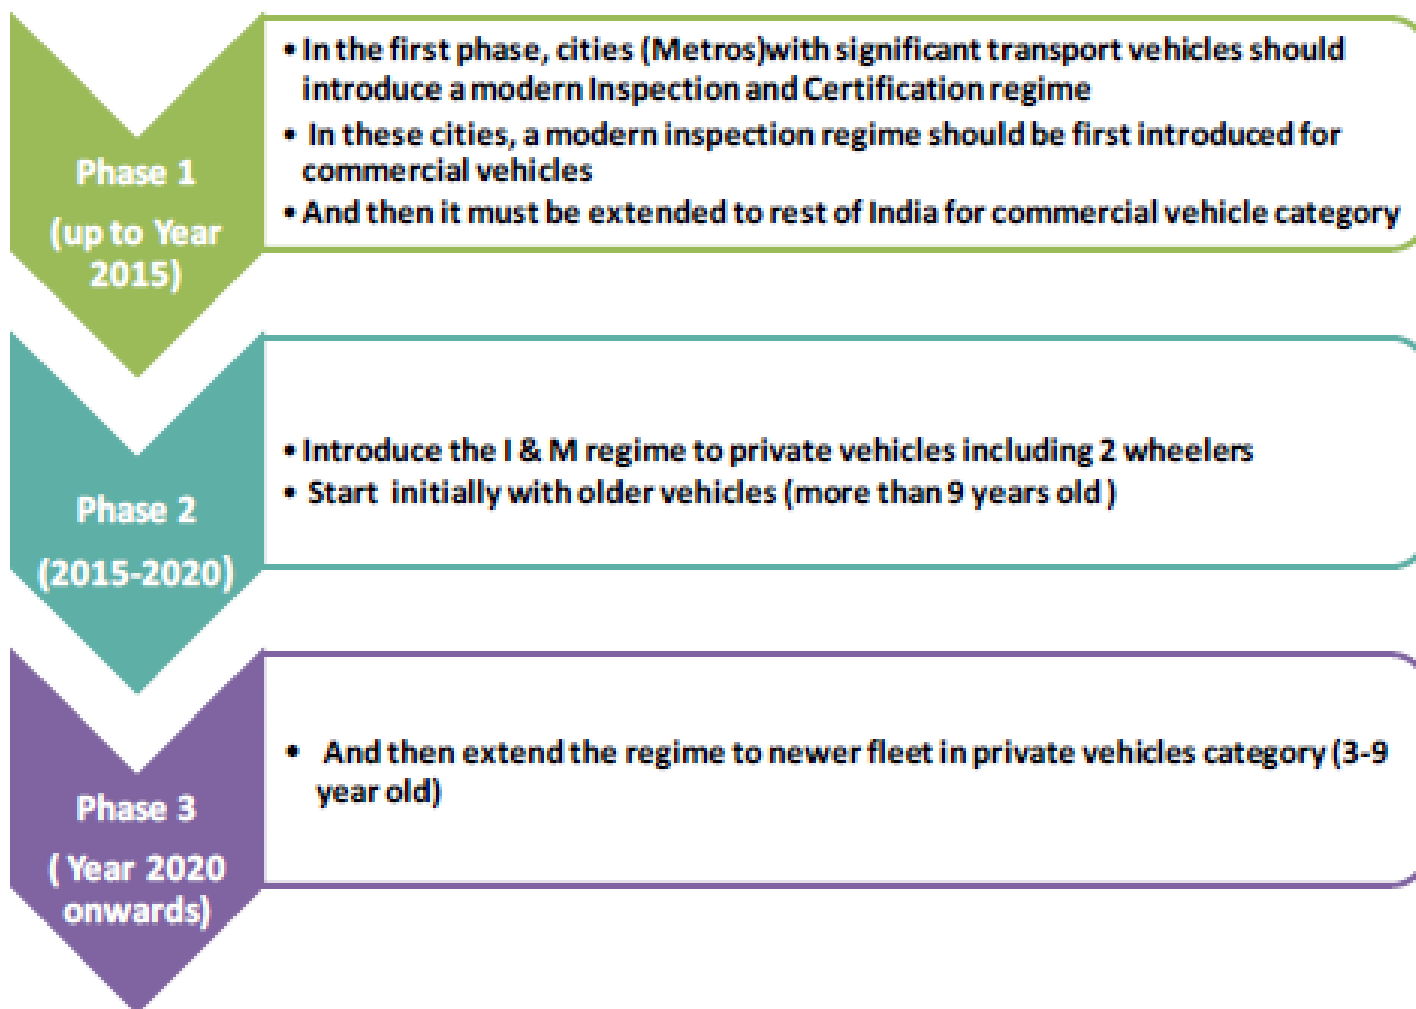 Phase 1
(up to Year
2015)
• In the first phase, cities (Metros)with significant transport vehicles should
introduce a modern Inspection and Certification regime
• In these cities, a modern inspection regime should be first introduced for
commercial vehicles
• And then it must be extended to rest of India for commercial vehicle category
Phase 2
(2015-2020)
• Introduce the I & M regime to private vehicles including 2 wheelers
• Start initially with older vehicles (more than 9 years old )
Phase 3
( Year 2020
onwards)
• And then extend the regime to newer fleet in private vehicles category (3-9
year old)